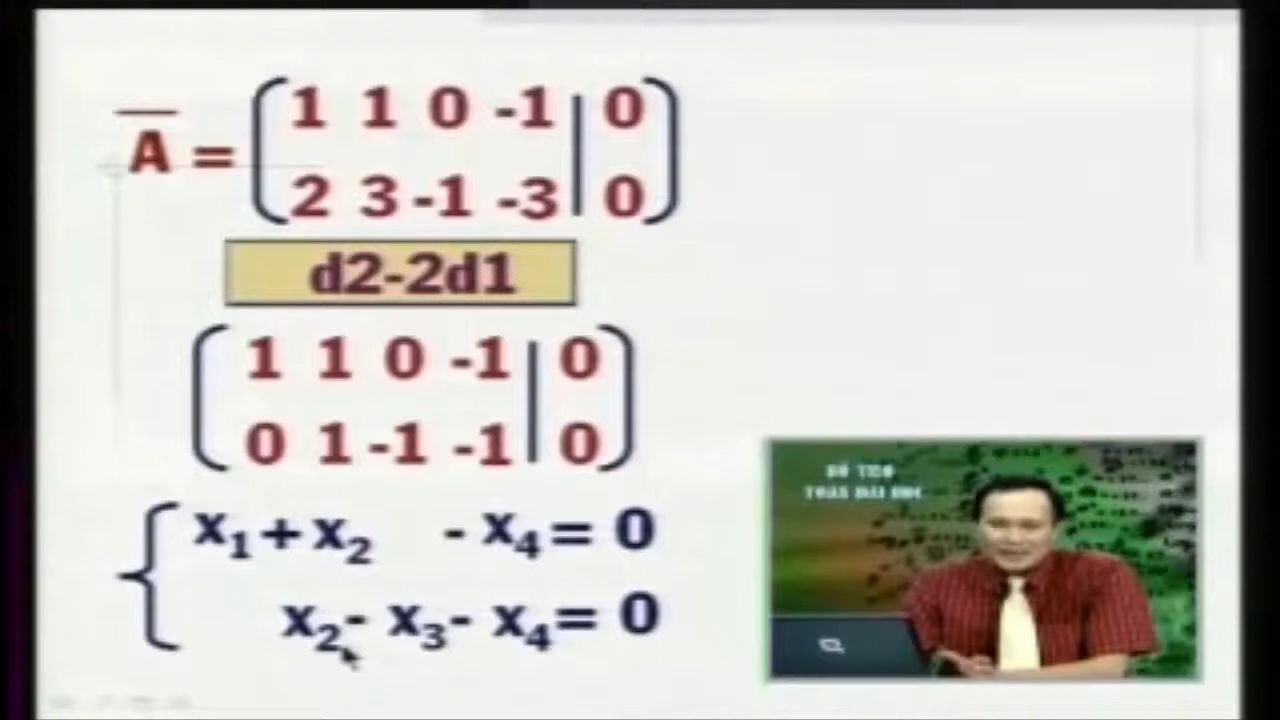 A̅ = ( 1 1 0 -1 | 0 )
( 2 3 -1 -3 | 0 )
d2-2d1
( 1 1 0 -1 | 0 )
( 0 1 -1 -1 | 0 )
{ x₁ + x₂ - x₄ = 0
x₂ - x₃ - x₄ = 0